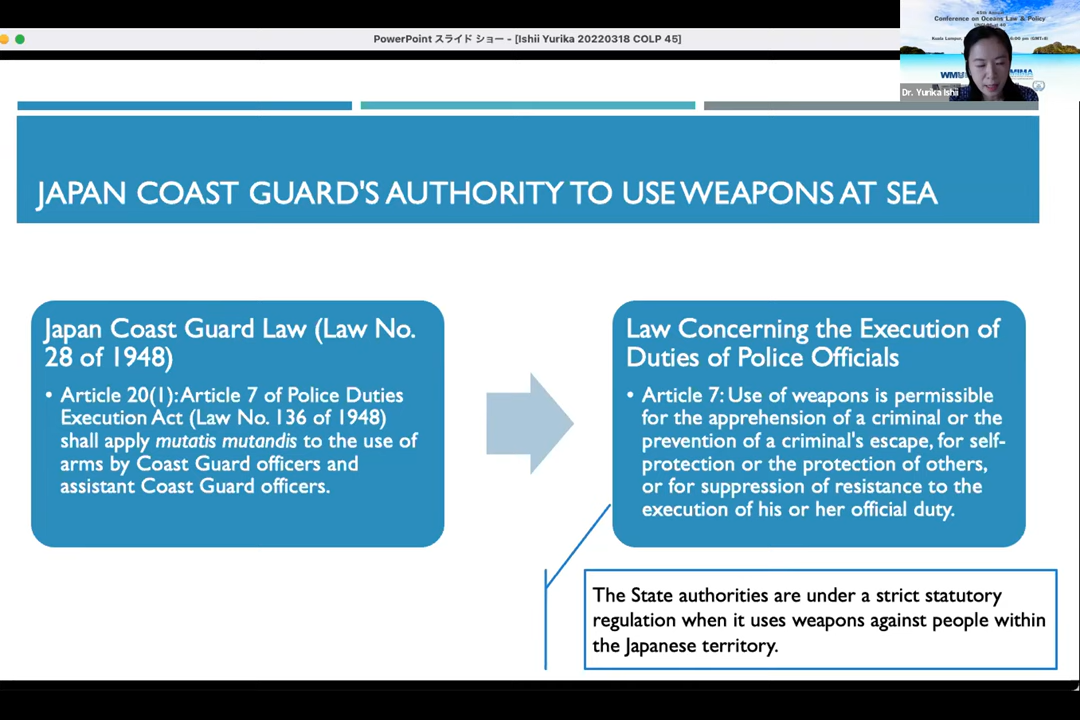 45th Annual
Conference on Oceans Law & Policy
PowerPoint スライド ショー - [Ishii Yurika 20220318 COLP 45]
Dr. Yurika Ishii
JAPAN COAST GUARD'S AUTHORITY TO USE WEAPONS AT SEA
Japan Coast Guard Law (Law No.
28 of 1948)
• Article 20(1): Article 7 of Police Duties
Execution Act (Law No. 136 of 1948)
shall apply mutatis mutandis to the use of
arms by Coast Guard officers and
assistant Coast Guard officers.
Law Concerning the Execution of
Duties of Police Officials
• Article 7: Use of weapons is permissible
for the apprehension of a criminal or the
prevention of a criminal's escape, for self-
protection or the protection of others,
or for suppression of resistance to the
execution of his or her official duty.
The State authorities are under a strict statutory
regulation when it uses weapons against people within
the Japanese territory.